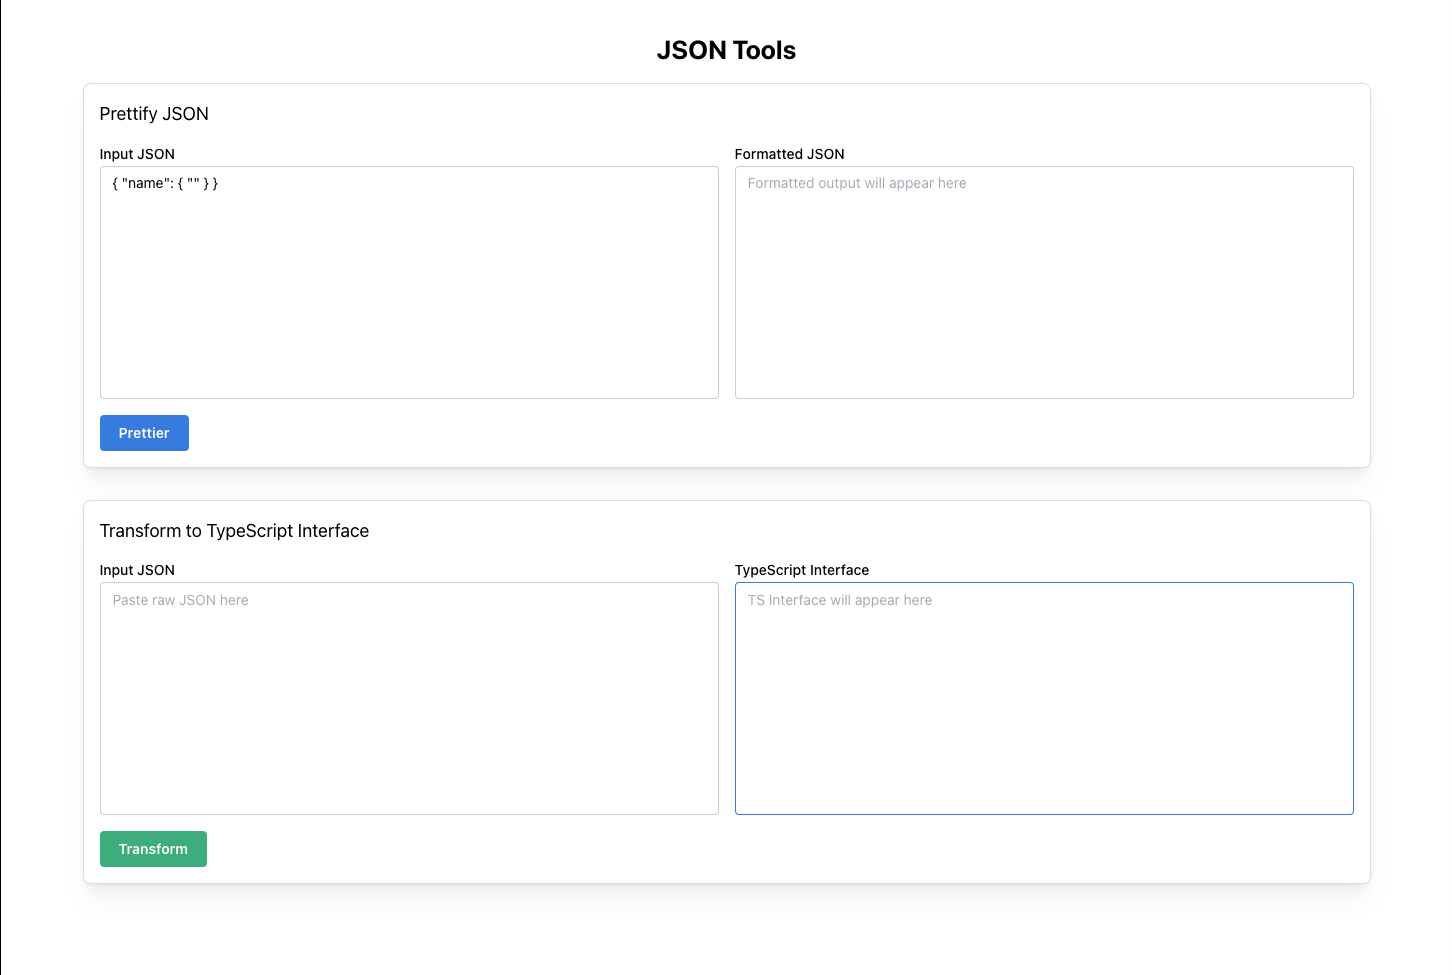 JSON Tools
Prettify JSON
Input JSON
{ "name": { "" } }
Formatted JSON
Formatted output will appear here
Prettier
Transform to TypeScript Interface
Input JSON
Paste raw JSON here
TypeScript Interface
TS Interface will appear here
Transform